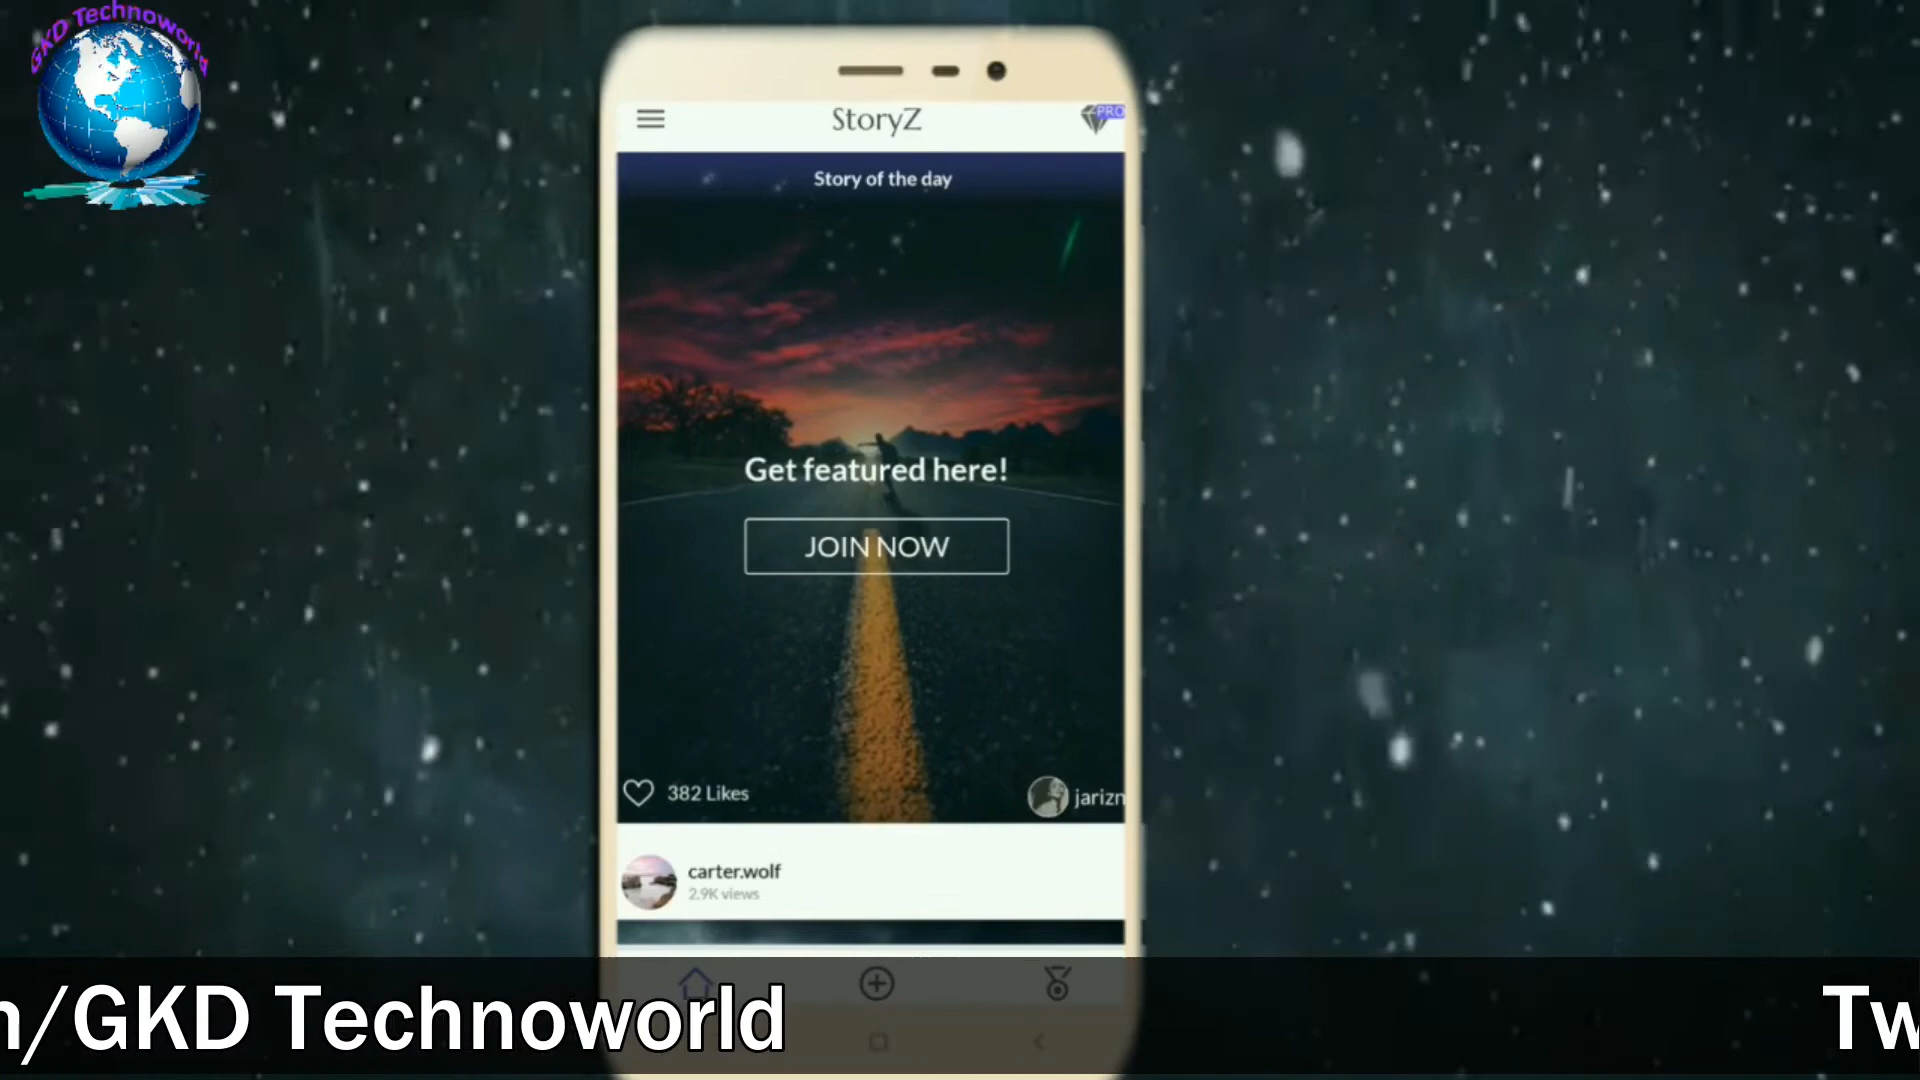 GKD Technoworld
StoryZ
PRO
Story of the day
Get featured here!
JOIN NOW
382 Likes
jarizn
carter.wolf
2.9K views
n/GKD Technoworld
Tw